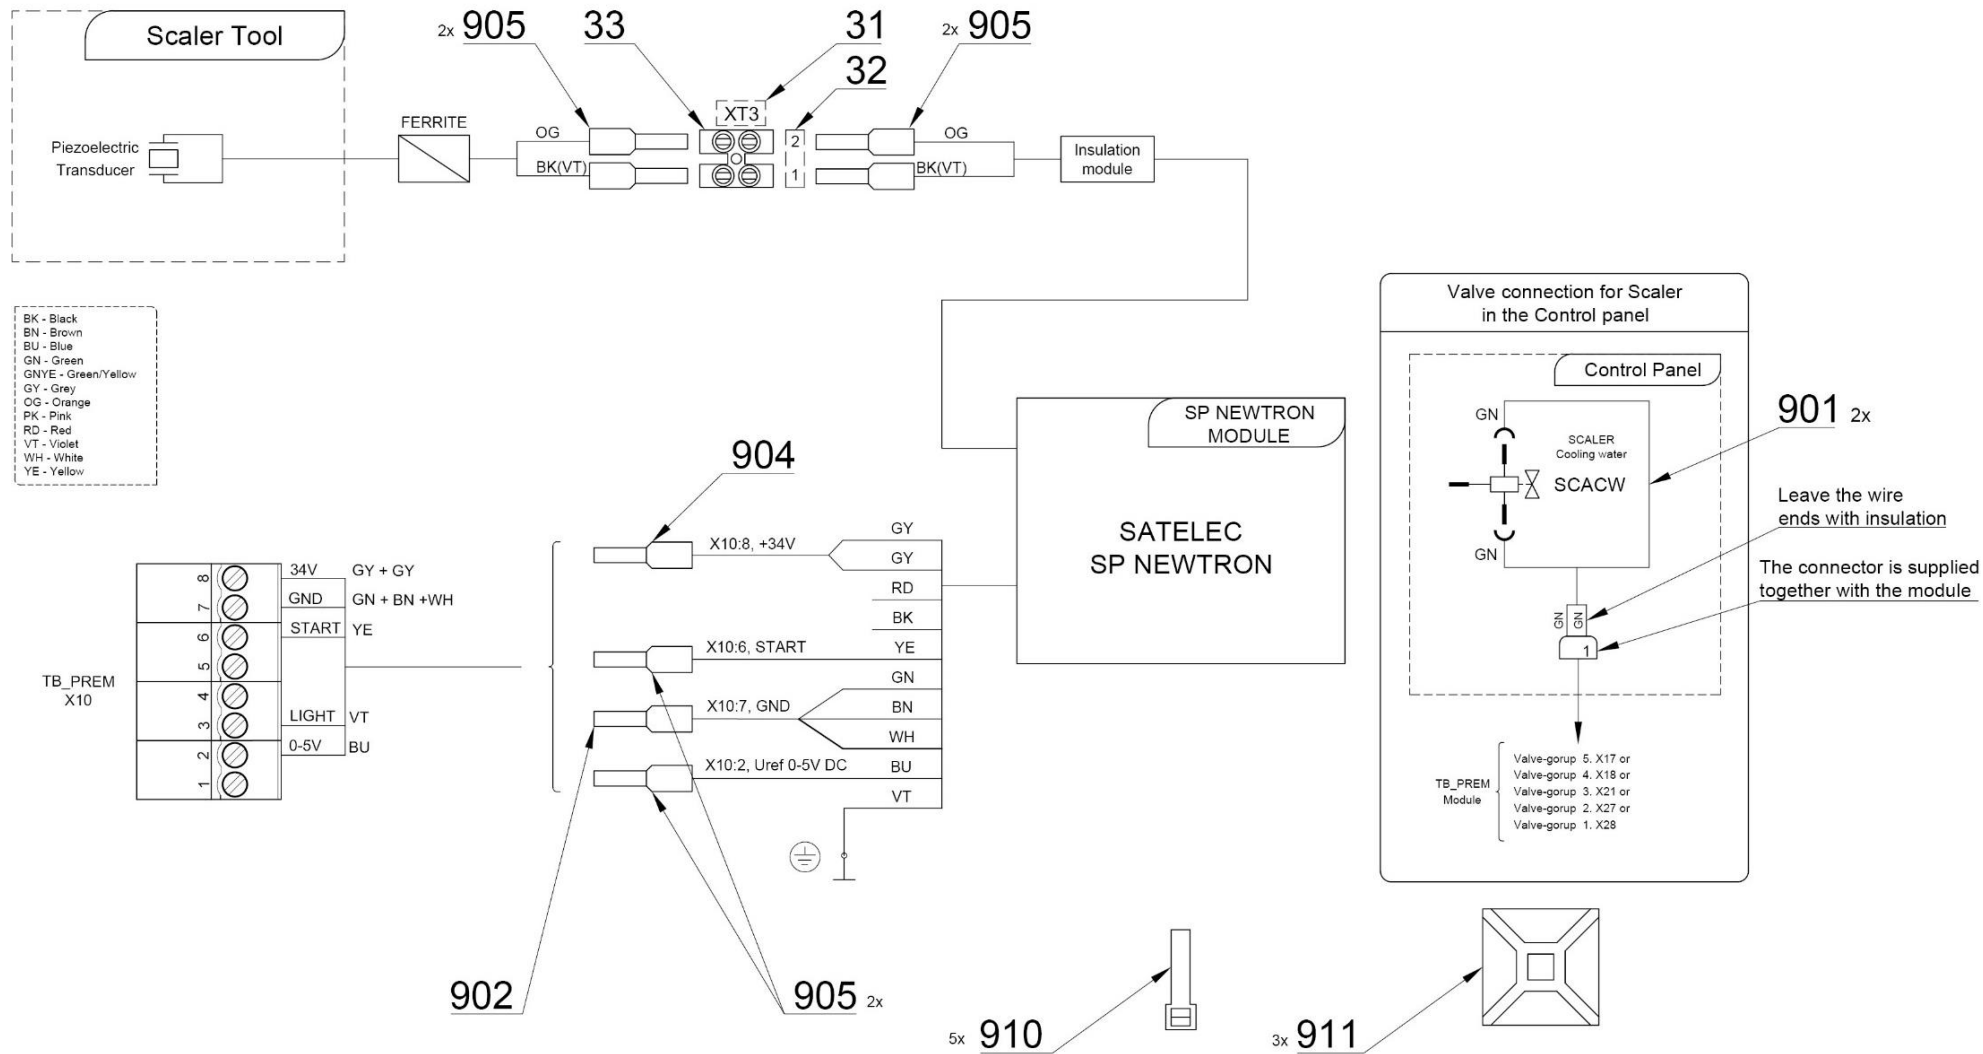 Scaler Tool
2x 905
33
31
2x 905
32
XT3
FERRITE
OG
2
OG
Piezoelectric
Transducer
BK(VT)
1
BK(VT)
Insulation
module
BK - Black
BN - Brown
BU - Blue
GN - Green
GNYE - Green/Yellow
GY - Grey
OG - Orange
PK - Pink
RD - Red
VT - Violet
WH - White
YE - Yellow
Valve connection for Scaler
in the Control panel
Control Panel
GN
SCALER
Cooling water
SCACW
GN
901 2x
Leave the wire
ends with insulation
The connector is supplied
together with the module
GN
GN
1
TB_PREM
Module
Valve-gorup 5. X17 or
Valve-gorup 4. X18 or
Valve-gorup 3. X21 or
Valve-gorup 2. X27 or
Valve-gorup 1. X28
SP NEWTRON
MODULE
SATELEC
SP NEWTRON
904
X10:8, +34V
GY
GY
RD
BK
X10:6, START
YE
GN
X10:7, GND
BN
WH
X10:2, Uref 0-5V DC
BU
VT
TB_PREM
X10
8
34V
GY + GY
7
GND
GN + BN +WH
6
START
YE
5
4
3
LIGHT
VT
2
0-5V
BU
1
902
905 2x
5x 910
3x 911